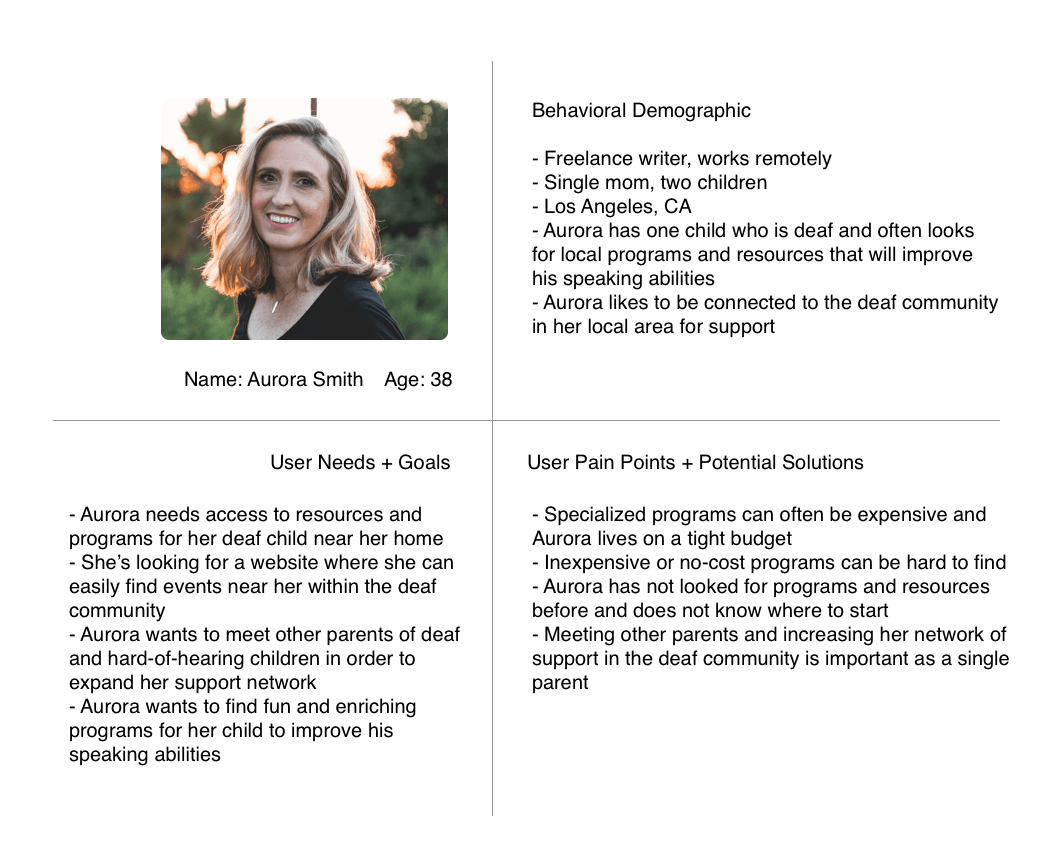 Name: Aurora Smith    Age: 38
Behavioral Demographic
- Freelance writer, works remotely
- Single mom, two children
- Los Angeles, CA
- Aurora has one child who is deaf and often looks
for local programs and resources that will improve
his speaking abilities
- Aurora likes to be connected to the deaf community
in her local area for support
User Needs + Goals
- Aurora needs access to resources and
programs for her deaf child near her home
- She’s looking for a website where she can
easily find events near her within the deaf
community
- Aurora wants to meet other parents of deaf
and hard-of-hearing children in order to
expand her support network
- Aurora wants to find fun and enriching
programs for her child to improve his
speaking abilities
User Pain Points + Potential Solutions
- Specialized programs can often be expensive and
Aurora lives on a tight budget
- Inexpensive or no-cost programs can be hard to find
- Aurora has not looked for programs and resources
before and does not know where to start
- Meeting other parents and increasing her network of
support in the deaf community is important as a single
parent